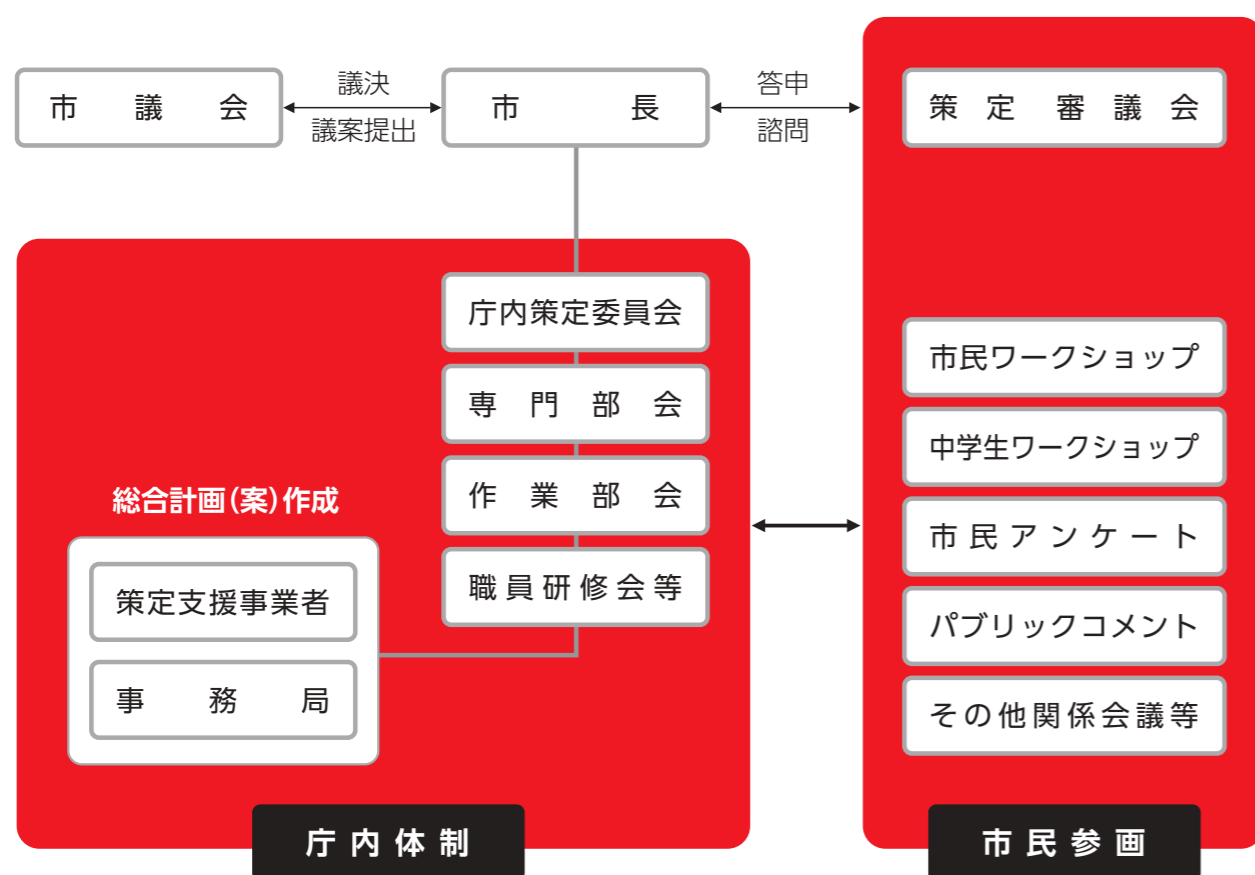 市議会
議決
議案提出
市長
答申
諮問
策定審議会
庁内策定委員会
専門部会
作業部会
職員研修会等
総合計画(案)作成
策定支援事業者
事務局
庁内体制
市民ワークショップ
中学生ワークショップ
市民アンケート
パブリックコメント
その他関係会議等
市民参画